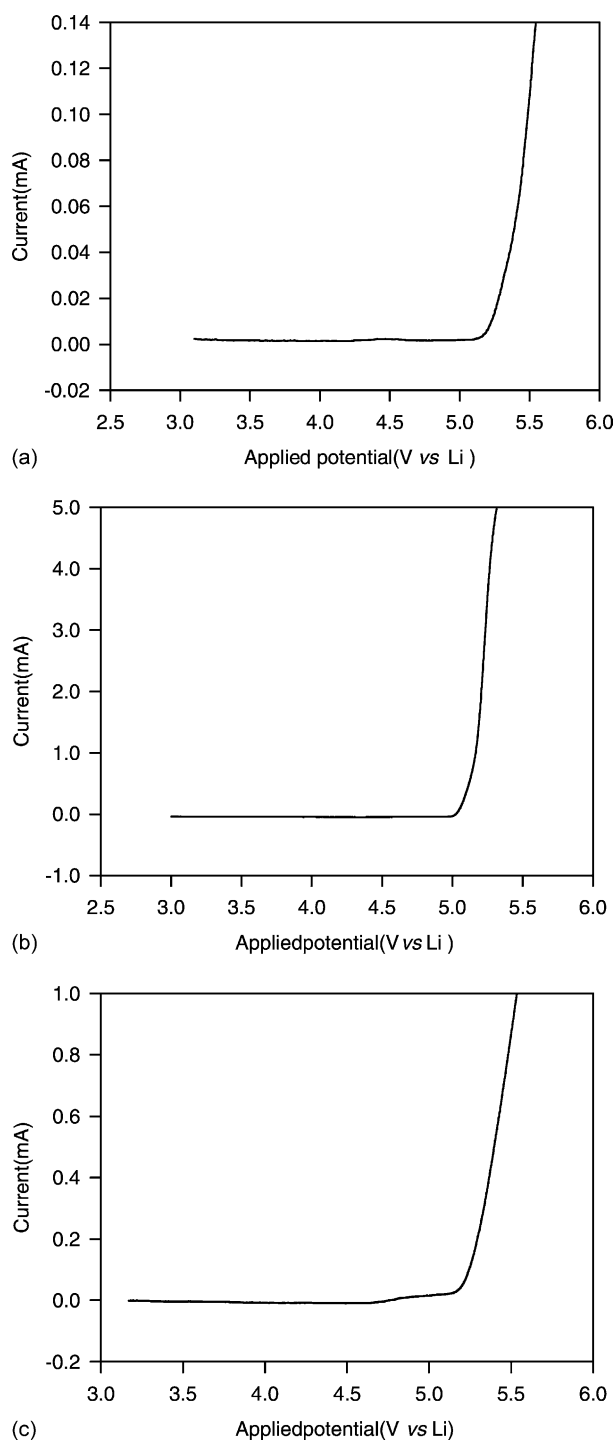 0.14
0.12
0.10
0.08
0.06
0.04
0.02
0.00
-0.02
Current(mA)
2.5 3.0 3.5 4.0 4.5 5.0 5.5 6.0
(a) Applied potential(V vs Li )
5.0
4.0
3.0
2.0
1.0
0.0
-1.0
Current(mA)
2.5 3.0 3.5 4.0 4.5 5.0 5.5 6.0
(b) Appliedpotential(V vs Li )
1.0
0.8
0.6
0.4
0.2
0.0
-0.2
Current(mA)
3.0 3.5 4.0 4.5 5.0 5.5 6.0
(c) Appliedpotential(V vs Li)